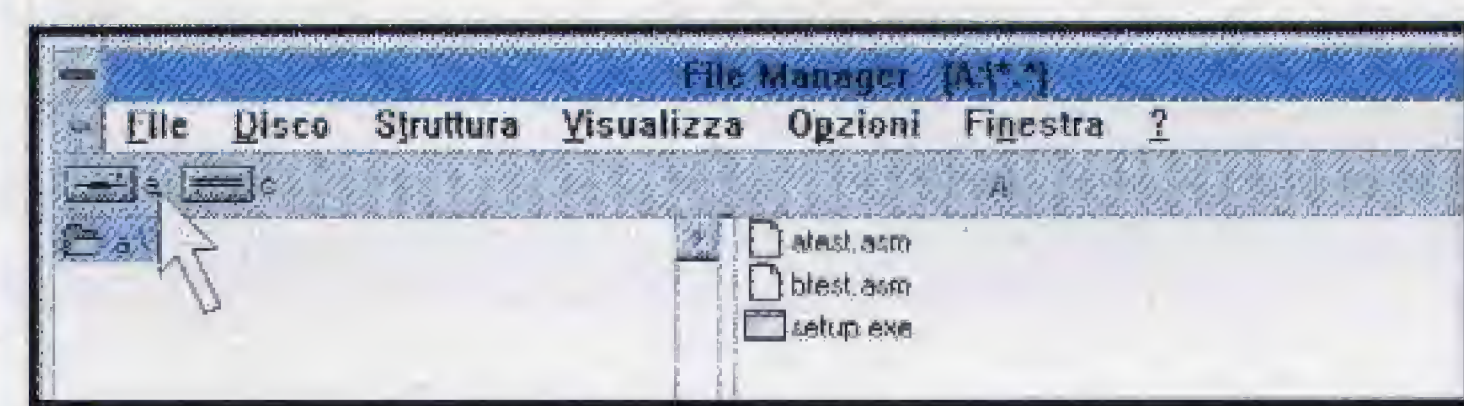 File Manager - [A:\*.*]
File Disco Struttura Visualizza Opzioni Finestra ?
a c
A:
a:\
atest.asm
btest.asm
setup.exe